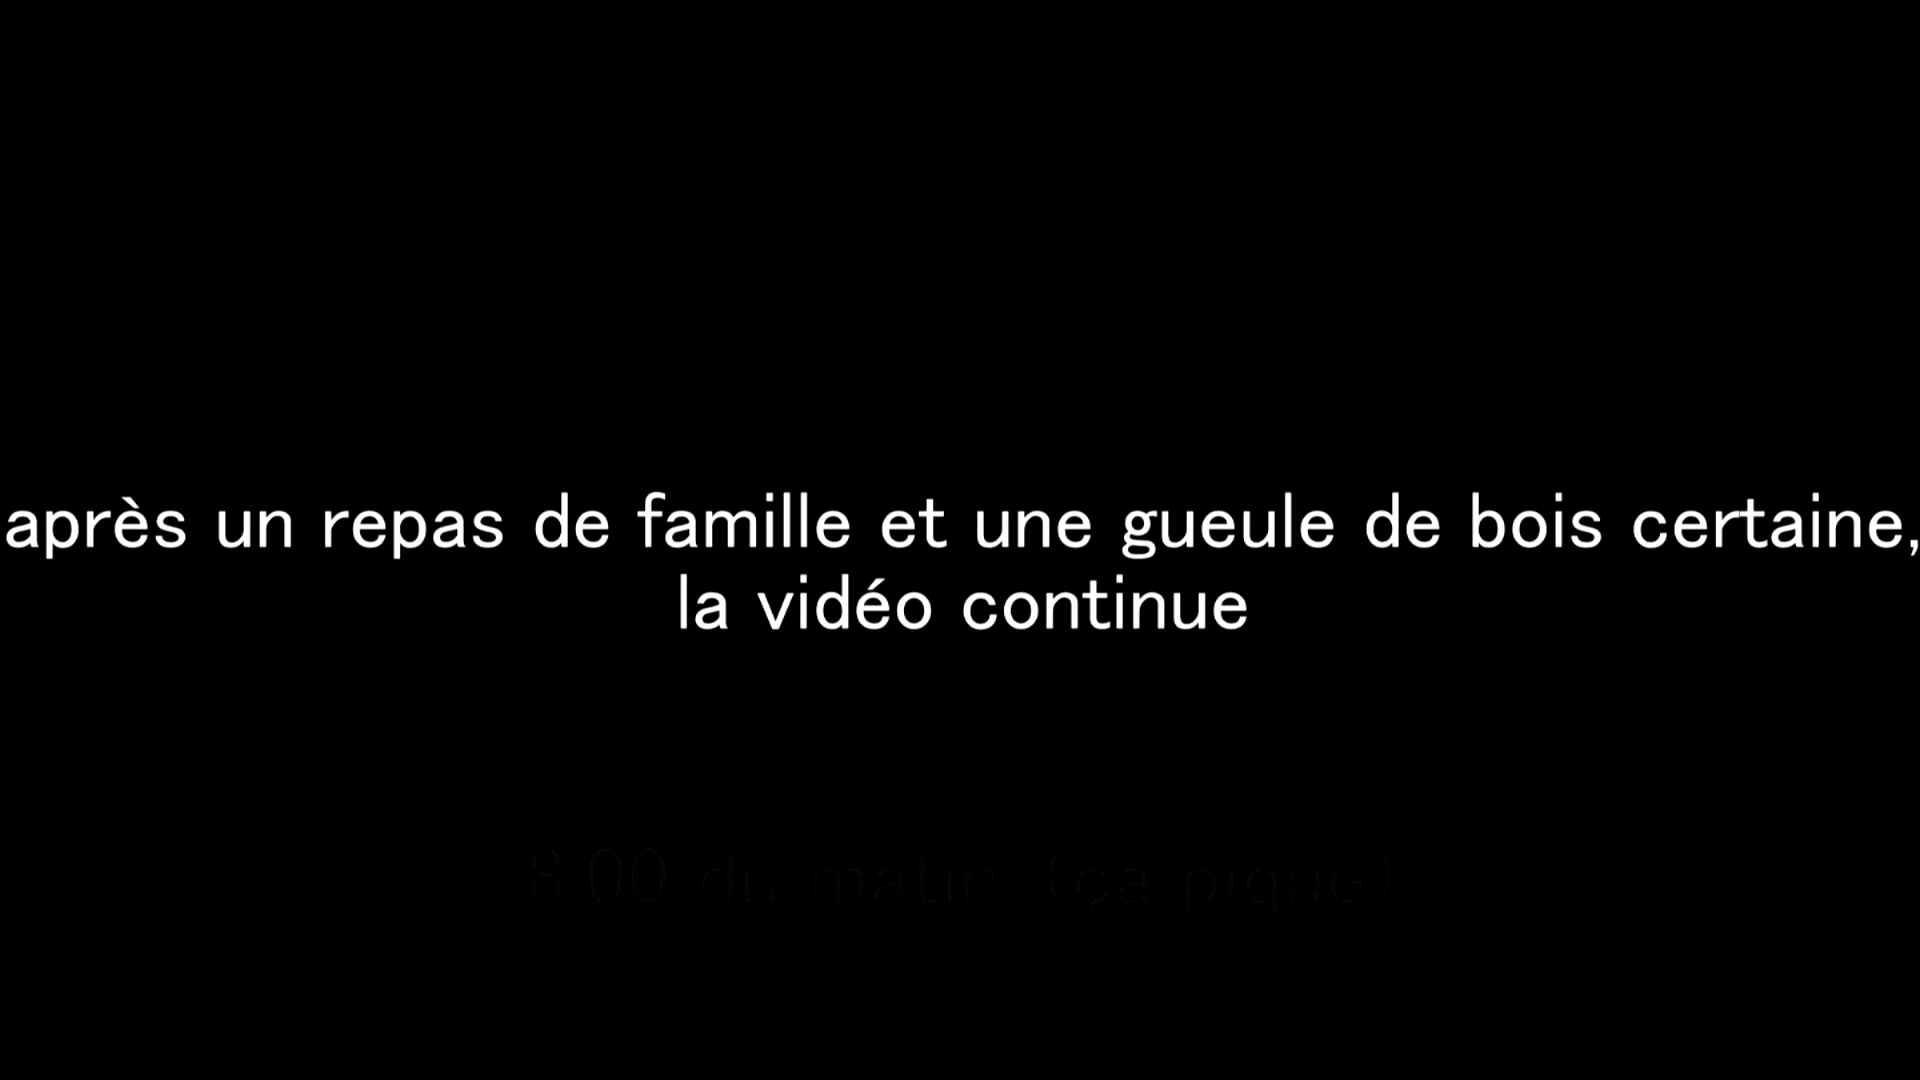 après un repas de famille et une gueule de bois certaine,
la vidéo continue
8:00 du matin. (ça pique)